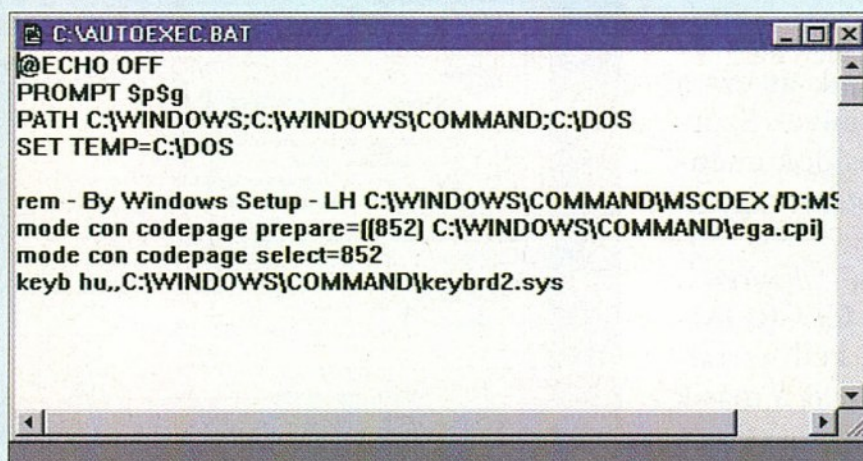 C:\AUTOEXEC.BAT
@ECHO OFF
PROMPT $p$g
PATH C:\WINDOWS;C:\WINDOWS\COMMAND;C:\DOS
SET TEMP=C:\DOS
rem - By Windows Setup - LH C:\WINDOWS\COMMAND\MSCDEX /D:MS
mode con codepage prepare=((852) C:\WINDOWS\COMMAND\ega.cpi)
mode con codepage select=852
keyb hu,,C:\WINDOWS\COMMAND\keybrd2.sys